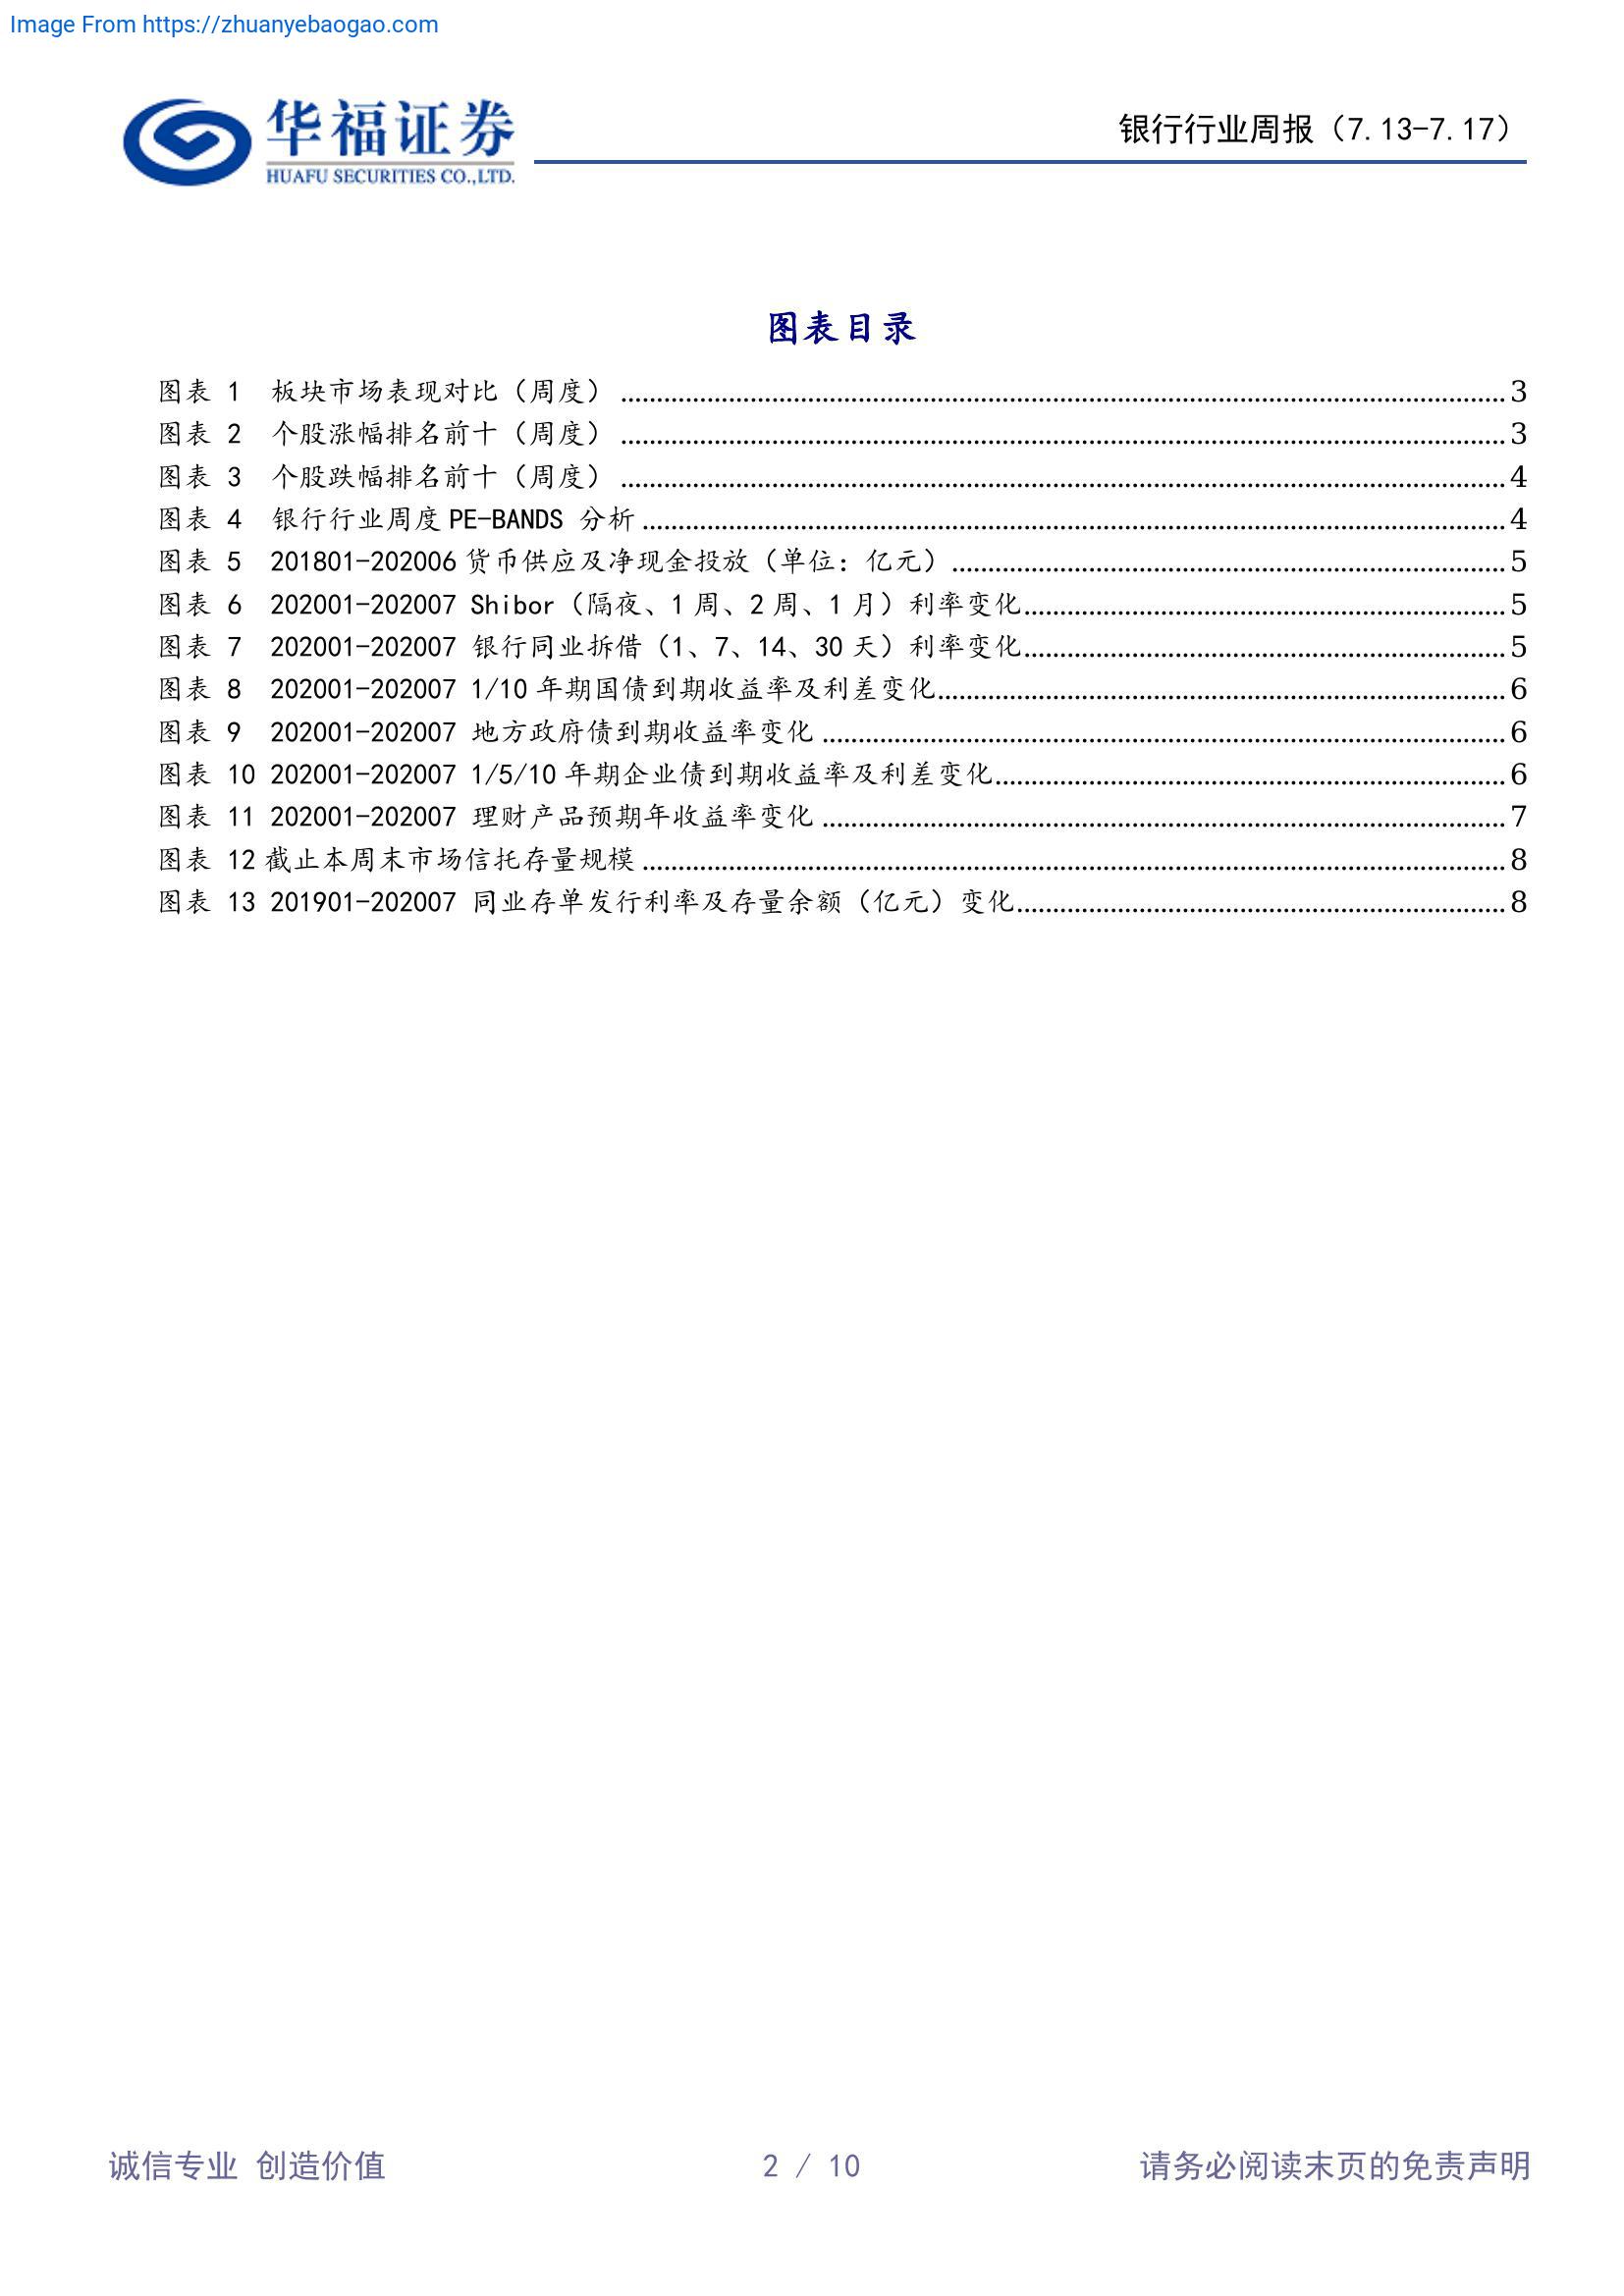 Image From https://zhuanyebaogao.com
华福证券
HUAFU SECURITIES CO.,LTD.
银行行业周报（7.13-7.17）
图表目录
图表 1 板块市场表现对比（周度）..........3
图表 2 个股涨幅排名前十（周度）..........3
图表 3 个股跌幅排名前十（周度）..........4
图表 4 银行行业周度 PE-BANDS 分析..........4
图表 5 201801-202006 货币供应及净现金投放（单位：亿元）..........5
图表 6 202001-202007 Shibor（隔夜、1 周、2 周、1 月）利率变化..........5
图表 7 202001-202007 银行同业拆借（1、7、14、30 天）利率变化..........5
图表 8 202001-202007 1/10 年期国债到期收益率及利差变化..........6
图表 9 202001-202007 地方政府债到期收益率变化..........6
图表 10 202001-202007 1/5/10 年期企业债到期收益率及利差变化..........6
图表 11 202001-202007 理财产品预期年收益率变化..........7
图表 12 截止本周末市场信托存量规模..........8
图表 13 201901-202007 同业存单发行利率及存量余额（亿元）变化..........8
诚信专业 创造价值
2 / 10
请务必阅读末页的免责声明